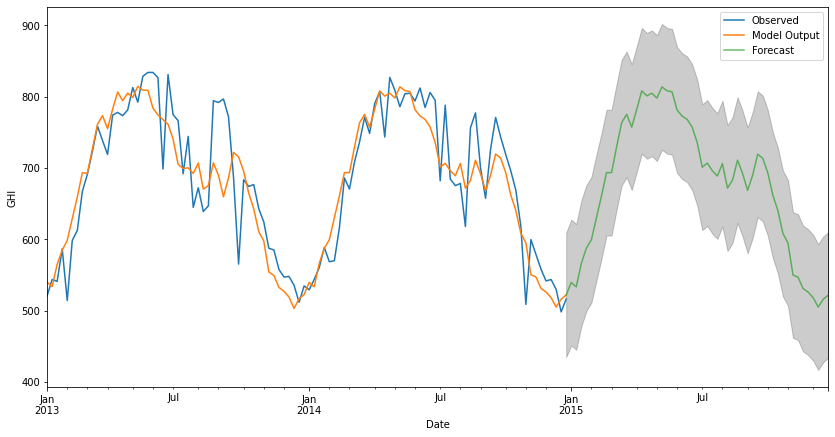 900
800
700
600
500
400
GHI
Observed
Model Output
Forecast
Jan
2013
Jul
Jan
2014
Jul
Jan
2015
Jul
Date